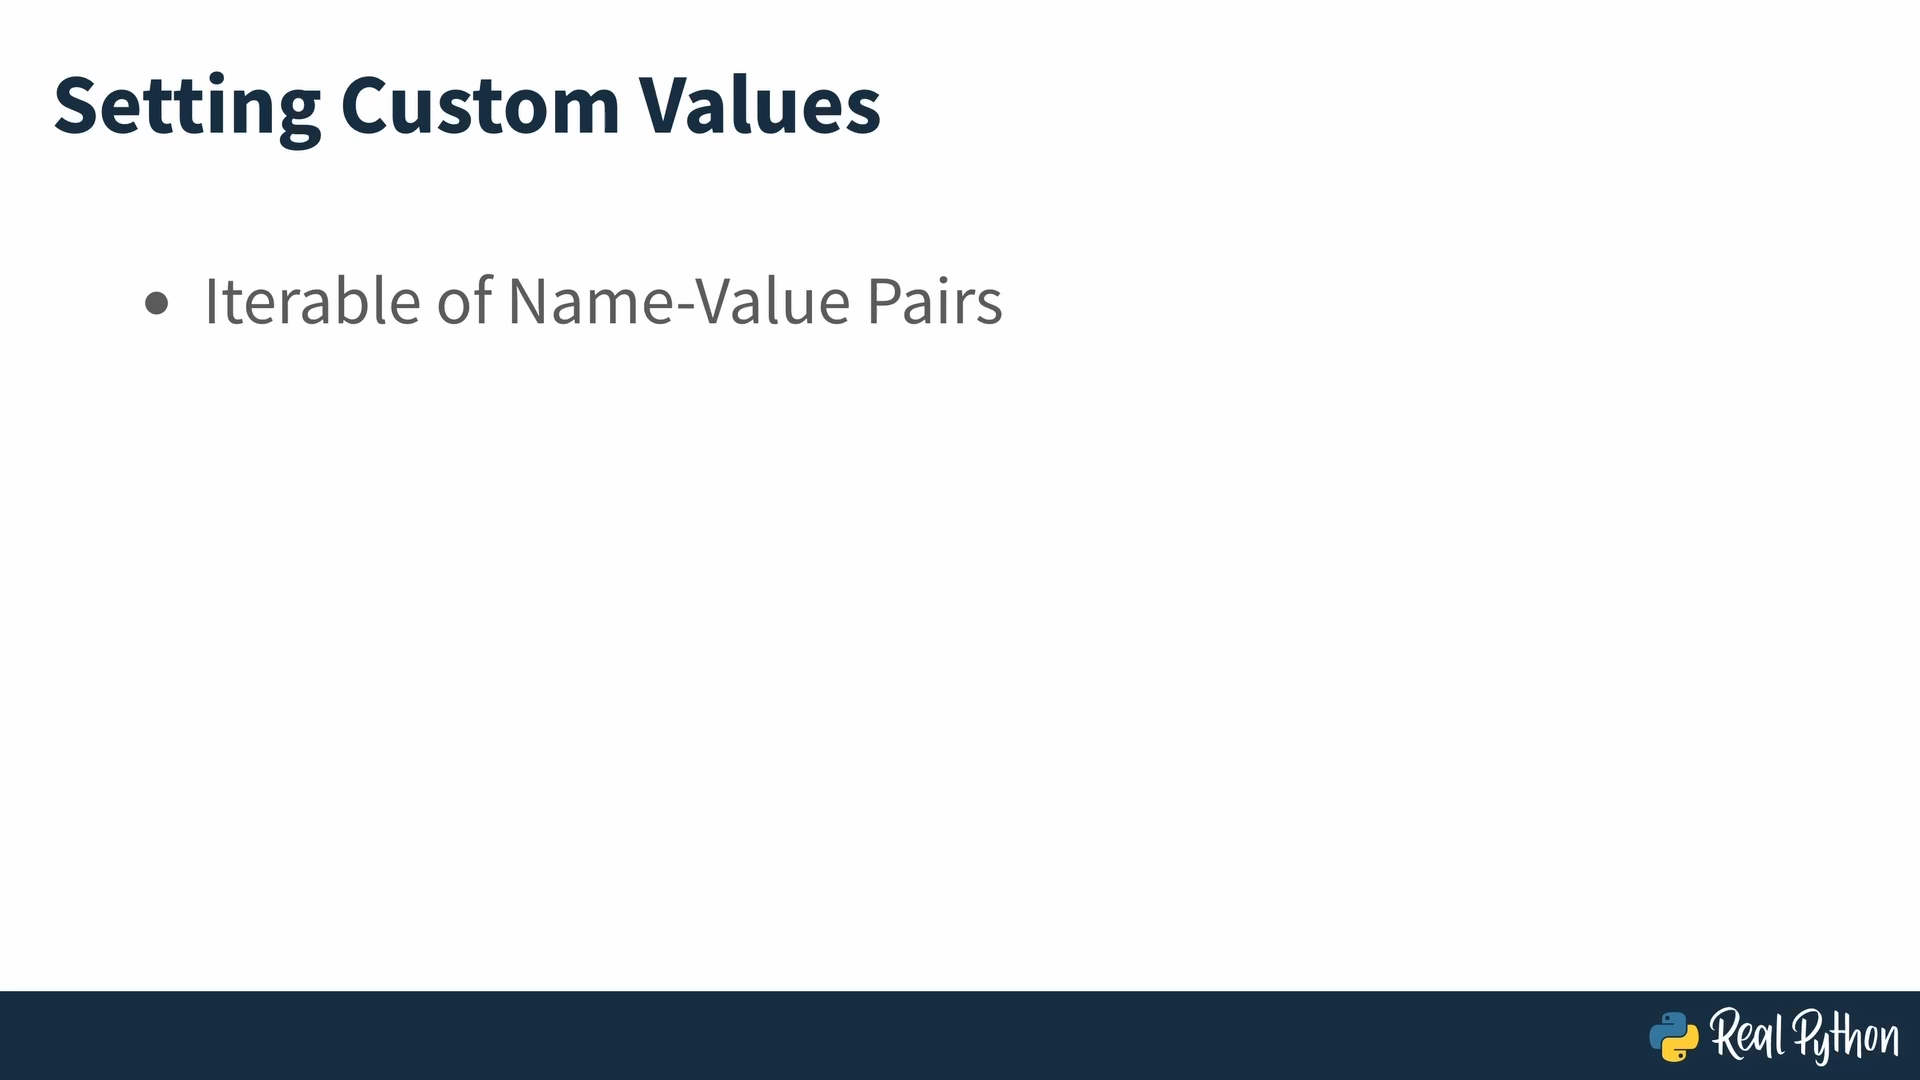 Setting Custom Values
• Iterable of Name-Value Pairs
Real Python